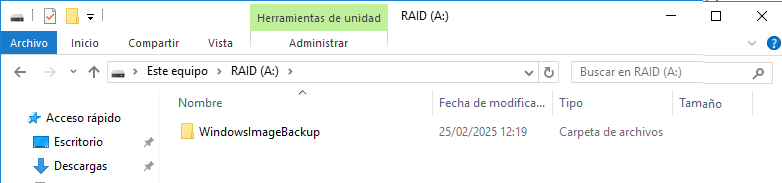 Herramientas de unidad RAID (A:)
Archivo Inicio Compartir Vista Administrar
Este equipo RAID (A:) Buscar en RAID (A:)
Nombre Fecha de modifica... Tipo Tamaño
Acceso rápido
WindowsImageBackup 25/02/2025 12:19 Carpeta de archivos
Escritorio
Descargas